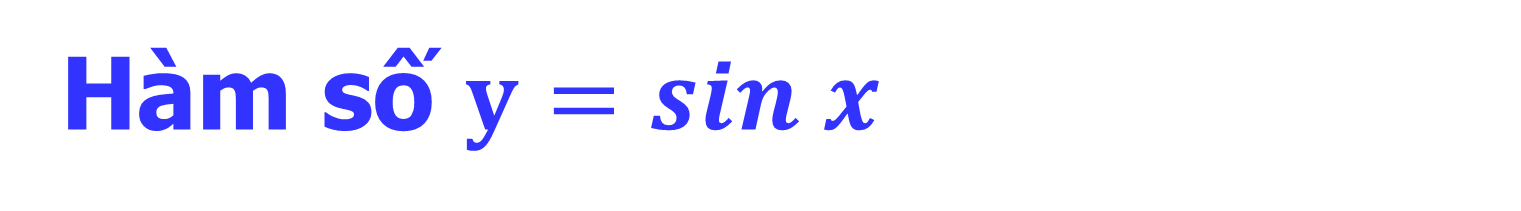 Hàm số y = sin x